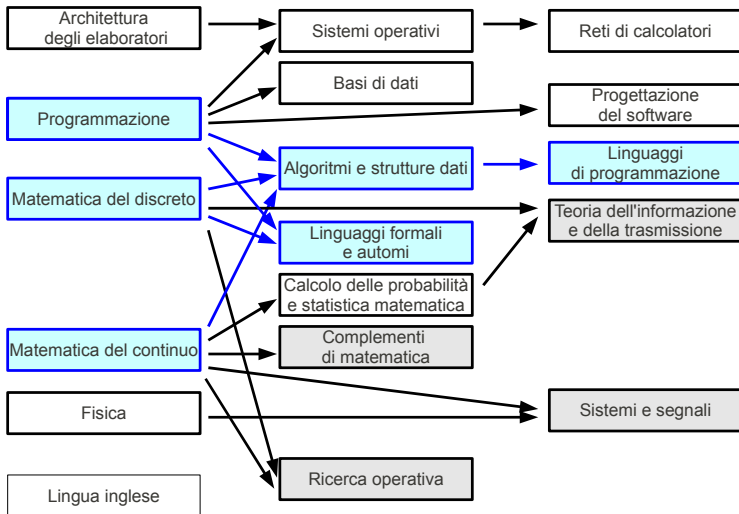 Architettura
degli elaboratori
Sistemi operativi
Reti di calcolatori
Basi di dati
Programmazione
Progettazione
del software
Algoritmi e strutture dati
Linguaggi
di programmazione
Matematica del discreto
Teoria dell'informazione
e della trasmissione
Linguaggi formali
e automi
Calcolo delle probabilità
e statistica matematica
Matematica del continuo
Complementi
di matematica
Fisica
Sistemi e segnali
Ricerca operativa
Lingua inglese